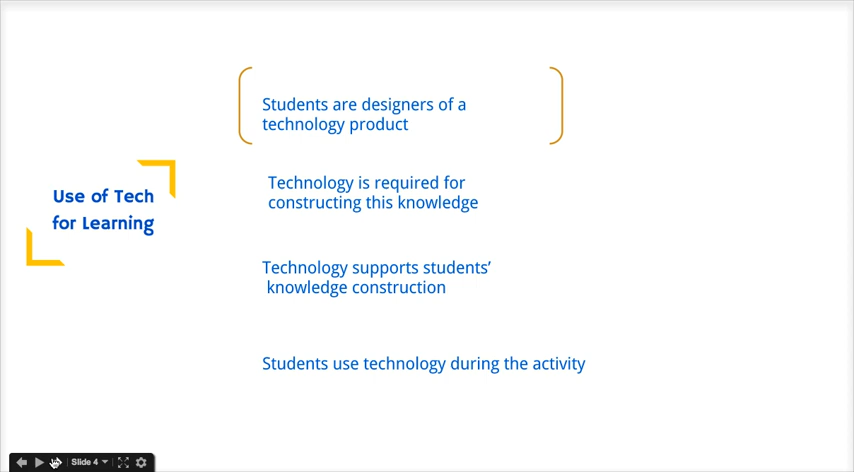 Students are designers of a
technology product
Use of Tech
for Learning
Technology is required for
constructing this knowledge
Technology supports students’
knowledge construction
Students use technology during the activity
Slide 4